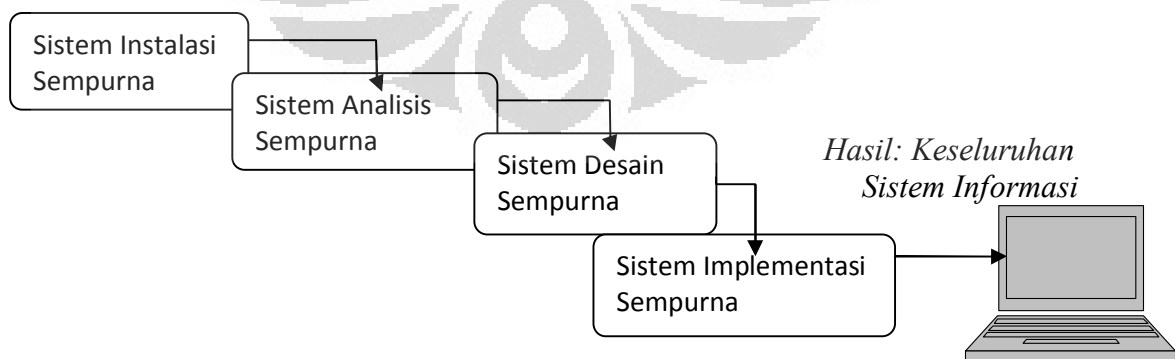 Sistem Instalasi
Sempurna
Sistem Analisis
Sempurna
Sistem Desain
Sempurna
Sistem Implementasi
Sempurna
Hasil: Keseluruhan
Sistem Informasi